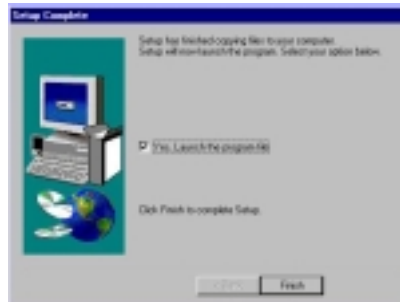 Setup Complete
Setup has finished copying files to your computer.
Setup will now launch the program. Select your option below.
Yes, Launch the program file
Click Finish to complete Setup.
< Back
Finish